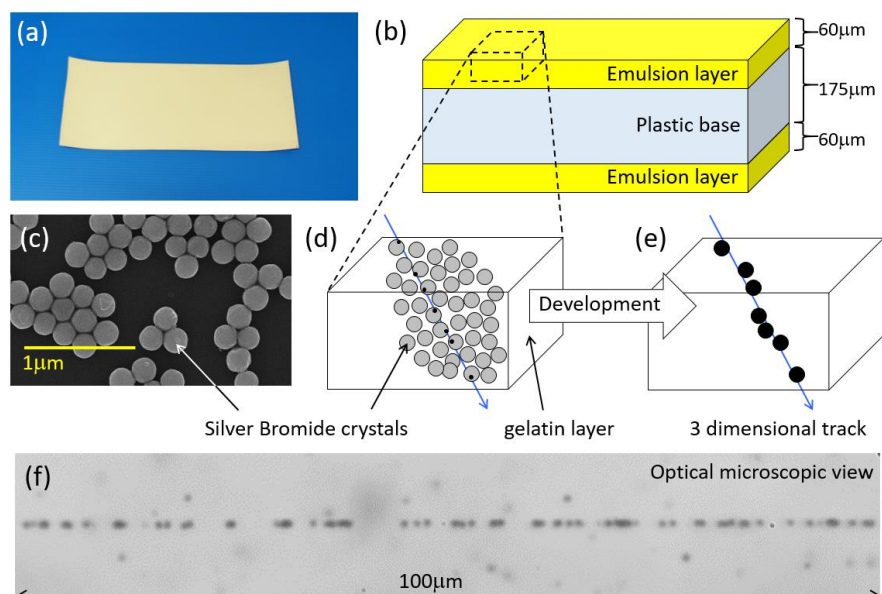 (a)
(b)
60μm
Emulsion layer
175μm
Plastic base
60μm
Emulsion layer
(c)
(d)
(e)
Development
1μm
Silver Bromide crystals
gelatin layer
3 dimensional track
(f)
Optical microscopic view
100μm